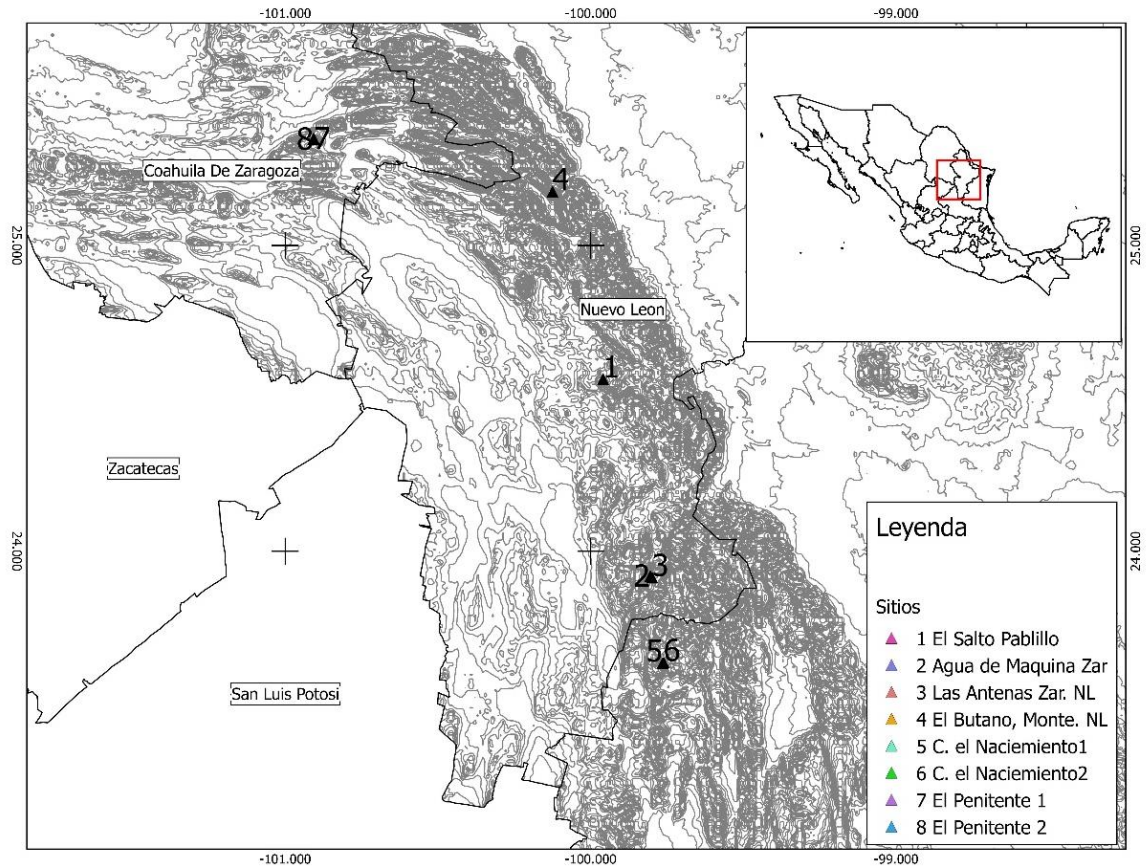 -101.000
-100.000
-99.000
87
Coahuila De Zaragoza
4
25.000
25.000
Nuevo Leon
1
Zacatecas
24.000
24.000
2
3
San Luis Potosi
56
Leyenda
Sitios
1 El Salto Pablillo
2 Agua de Maquina Zar
3 Las Antenas Zar. NL
4 El Butano, Monte. NL
5 C. el Naciemiento1
6 C. el Naciemiento2
7 El Penitente 1
8 El Penitente 2
-101.000
-100.000
-99.000